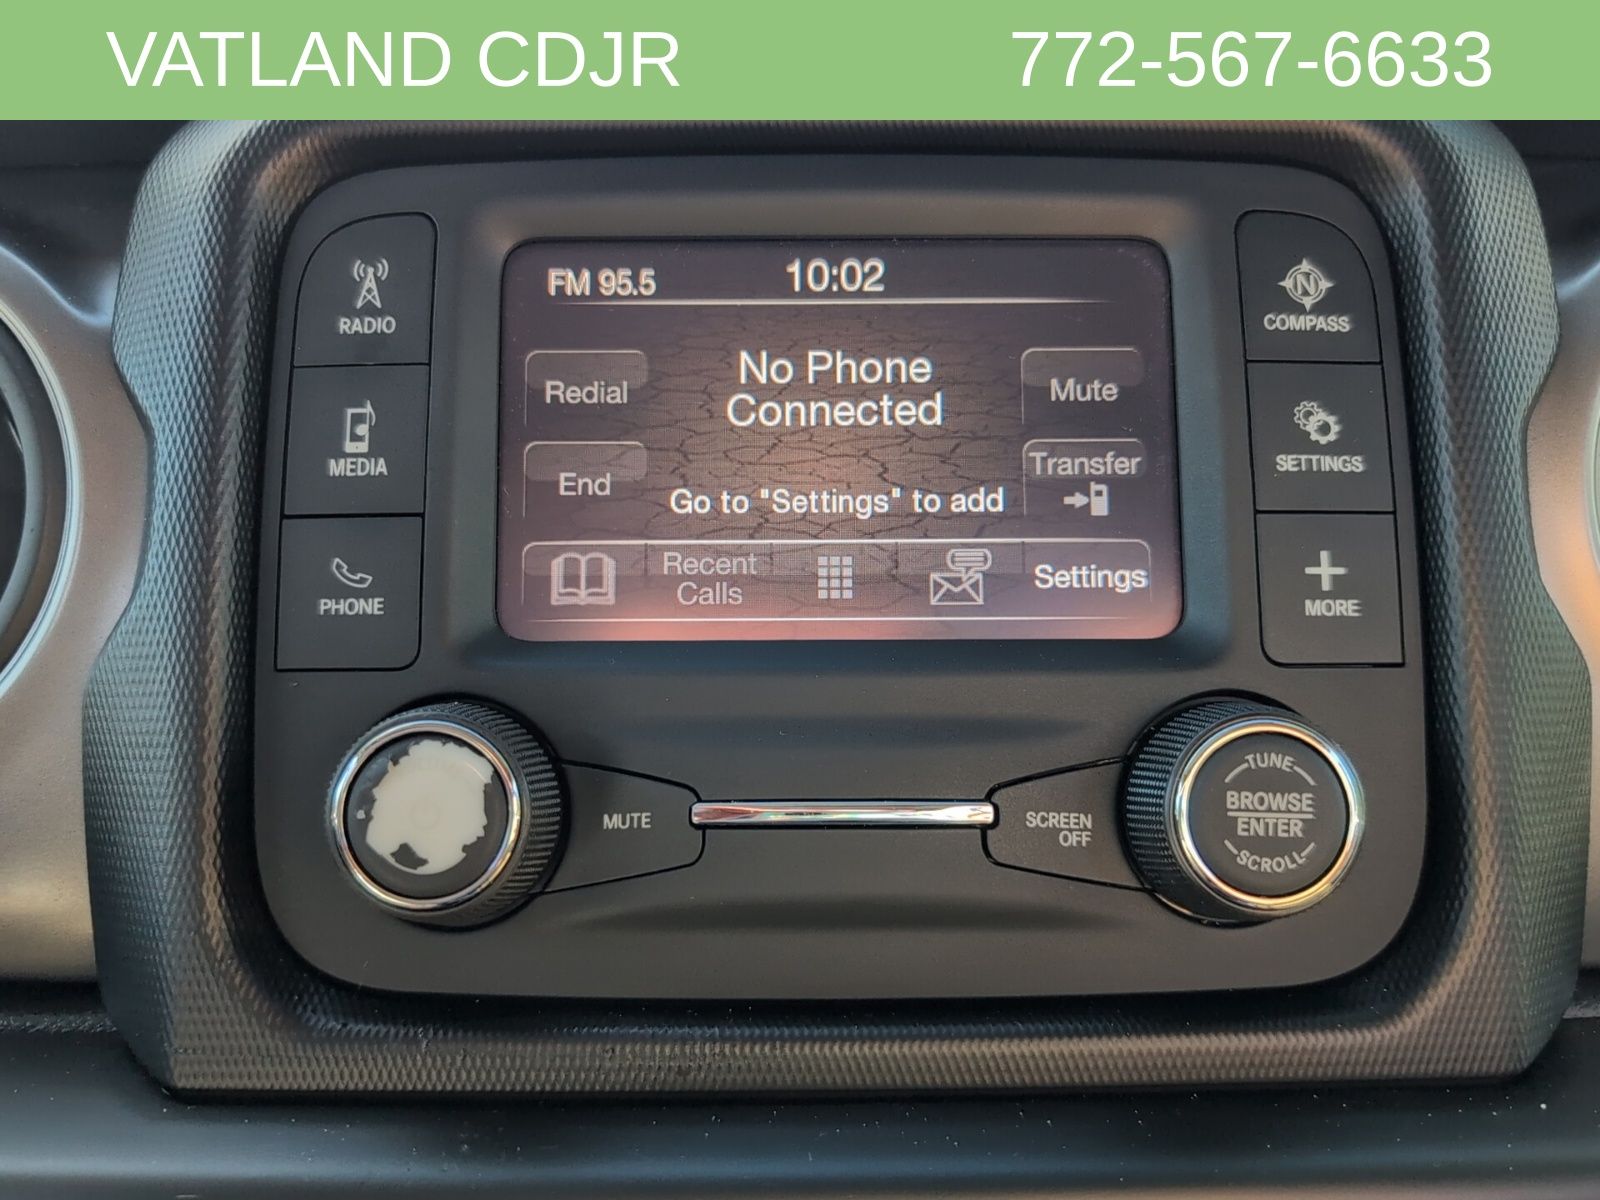 VATLAND CDJR 772-567-6633
FM 95.5 10:02
RADIO
COMPASS
No Phone
Connected
Redial
Mute
MEDIA
SETTINGS
End
Transfer
Go to "Settings" to add
Recent
Calls
Settings
PHONE
MORE
MUTE
SCREEN
OFF
TUNE
BROWSE
ENTER
SCROLL
N